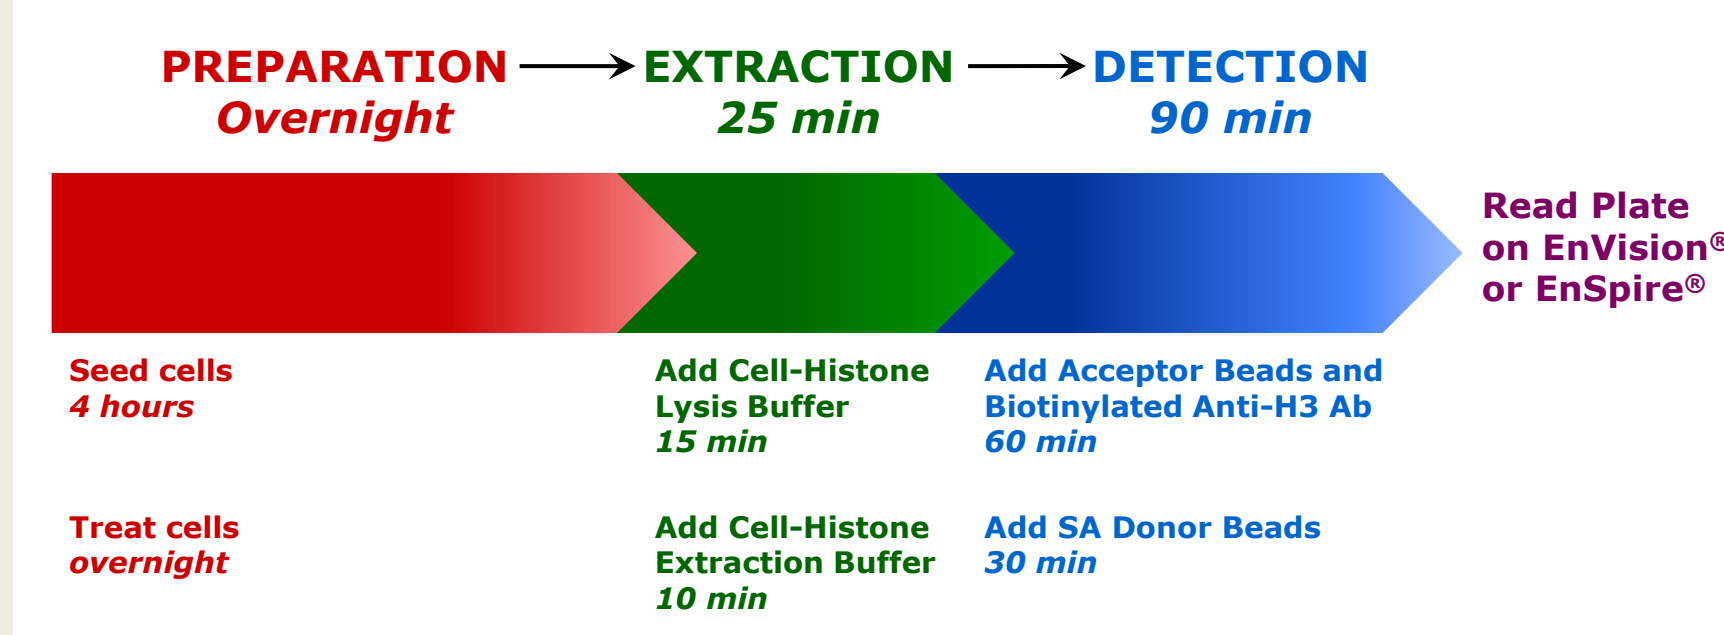 PREPARATION
Overnight
EXTRACTION
25 min
DETECTION
90 min
Read Plate
on EnVision®
or EnSpire®
Seed cells
4 hours
Treat cells
overnight
Add Cell-Histone
Lysis Buffer
15 min
Add Cell-Histone
Extraction Buffer
10 min
Add Acceptor Beads and
Biotinylated Anti-H3 Ab
60 min
Add SA Donor Beads
30 min